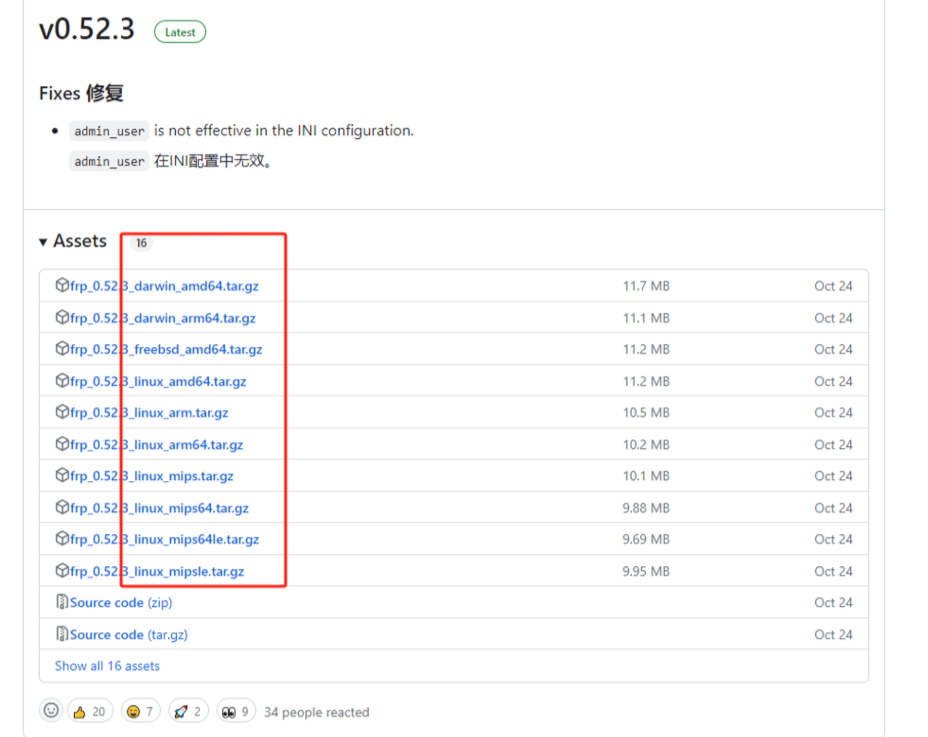 v0.52.3 Latest
Fixes 修复
admin_user is not effective in the INI configuration.
admin_user 在INI配置中无效。
Assets 16
frp_0.52.3_darwin_amd64.tar.gz 11.7 MB Oct 24
frp_0.52.3_darwin_arm64.tar.gz 11.1 MB Oct 24
frp_0.52.3_freebsd_amd64.tar.gz 11.2 MB Oct 24
frp_0.52.3_linux_amd64.tar.gz 11.2 MB Oct 24
frp_0.52.3_linux_arm.tar.gz 10.5 MB Oct 24
frp_0.52.3_linux_arm64.tar.gz 10.2 MB Oct 24
frp_0.52.3_linux_mips.tar.gz 10.1 MB Oct 24
frp_0.52.3_linux_mips64.tar.gz 9.88 MB Oct 24
frp_0.52.3_linux_mips64le.tar.gz 9.69 MB Oct 24
frp_0.52.3_linux_mipsle.tar.gz 9.95 MB Oct 24
Source code (zip) Oct 24
Source code (tar.gz) Oct 24
Show all 16 assets
20 7 2 9 34 people reacted